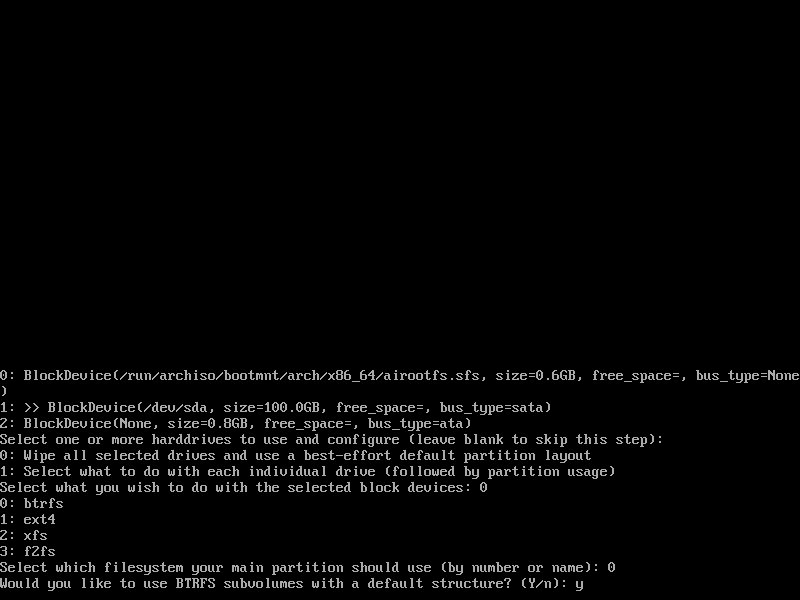 0: BlockDevice(/run/archiso/bootmnt/arch/x86_64/airootfs.sfs, size=0.6GB, free_space=, bus_type=None
)
1: >> BlockDevice(/dev/sda, size=100.0GB, free_space=, bus_type=sata)
2: BlockDevice(None, size=0.8GB, free_space=, bus_type=ata)
Select one or more harddrives to use and configure (leave blank to skip this step):
0: Wipe all selected drives and use a best-effort default partition layout
1: Select what to do with each individual drive (followed by partition usage)
Select what you wish to do with the selected block devices: 0
0: btrfs
1: ext4
2: xfs
3: f2fs
Select which filesystem your main partition should use (by number or name): 0
Would you like to use BTRFS subvolumes with a default structure? (Y/n): y